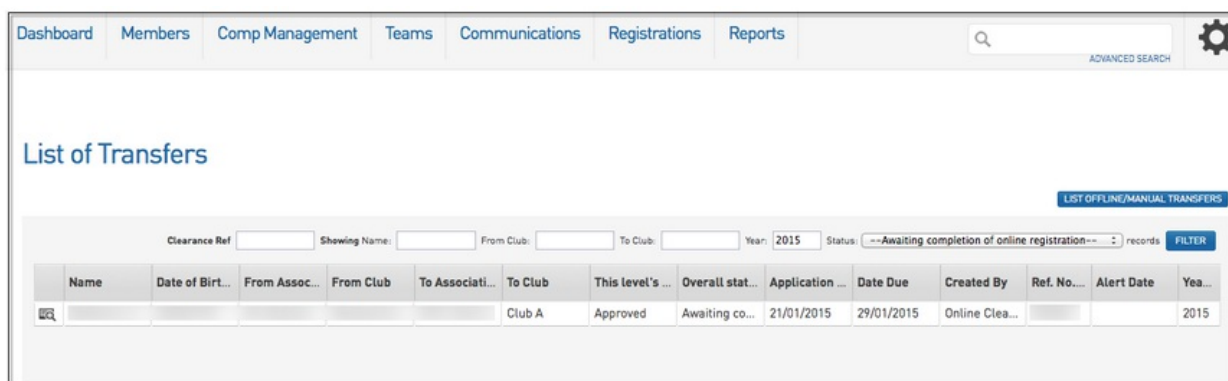 Dashboard Members Comp Management Teams Communications Registrations Reports
ADVANCED SEARCH
List of Transfers
LIST OFFLINE/MANUAL TRANSFERS
Clearance Ref Showing Name: From Club: To Club: Year: 2015 Status: --Awaiting completion of online registration-- records FILTER
Name Date of Birt... From Assoc... From Club To Associati... To Club This level's ... Overall stat... Application ... Date Due Created By Ref. No.... Alert Date Yea...
Club A Approved Awaiting co... 21/01/2015 29/01/2015 Online Clea... 2015